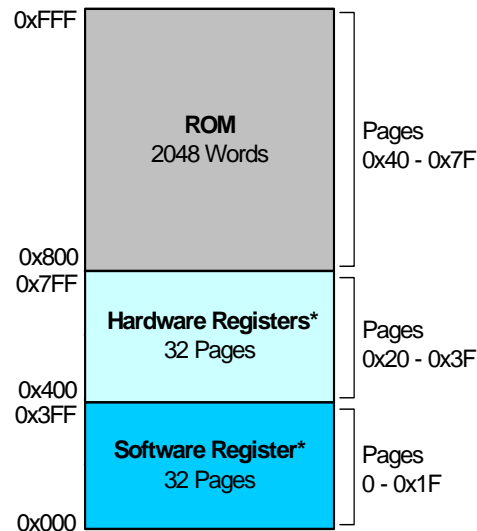 0xFFF
ROM
2048 Words
Pages
0x40 - 0x7F
0x800
0x7FF
Hardware Registers*
32 Pages
Pages
0x20 - 0x3F
0x400
0x3FF
Software Register*
32 Pages
Pages
0 - 0x1F
0x000